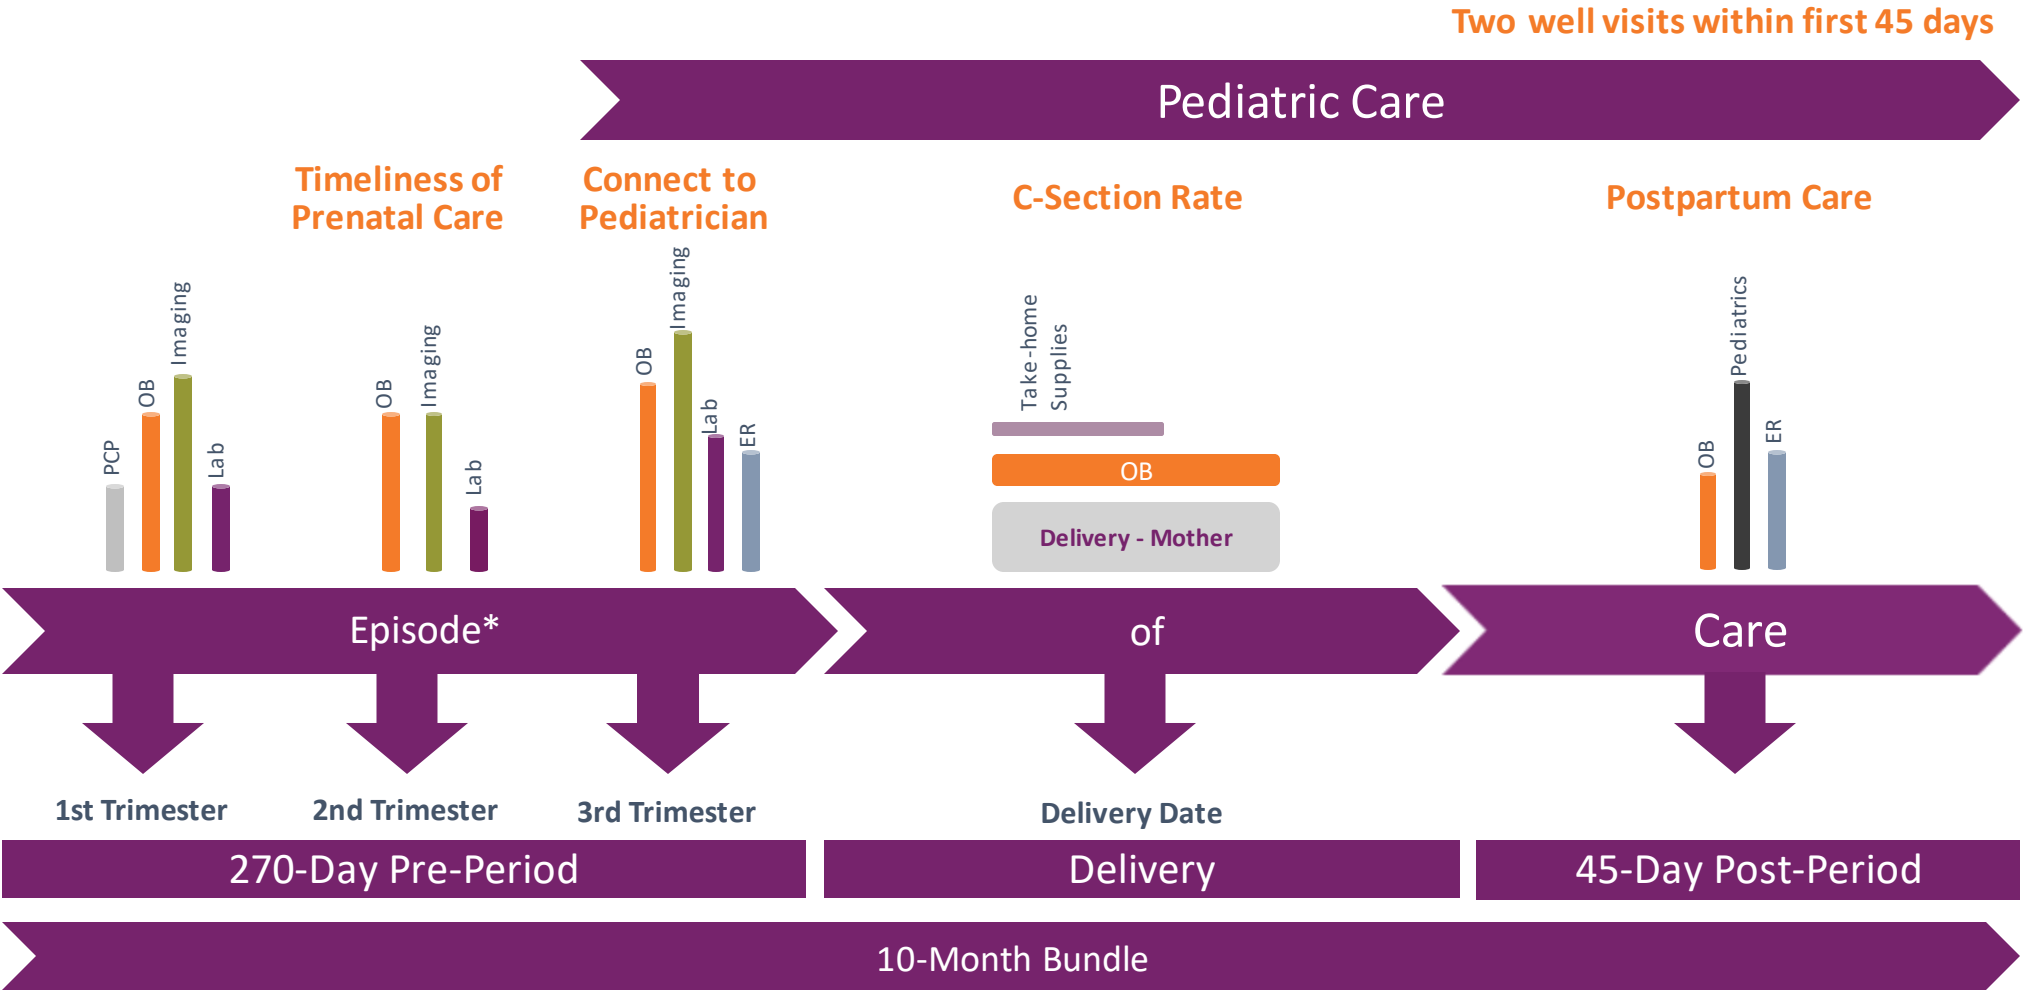 Two well visits within first 45 days
Pediatric Care
Timeliness of
Prenatal Care
Connect to
Pediatrician
C-Section Rate
Postpartum Care
PCP
OB
Imaging
Lab
OB
Imaging
Lab
OB
Imaging
Lab
ER
Take-home
Supplies
OB
Delivery - Mother
OB
Pediatrics
ER
Episode*
of
Care
1st Trimester
2nd Trimester
3rd Trimester
Delivery Date
270-Day Pre-Period
Delivery
45-Day Post-Period
10-Month Bundle